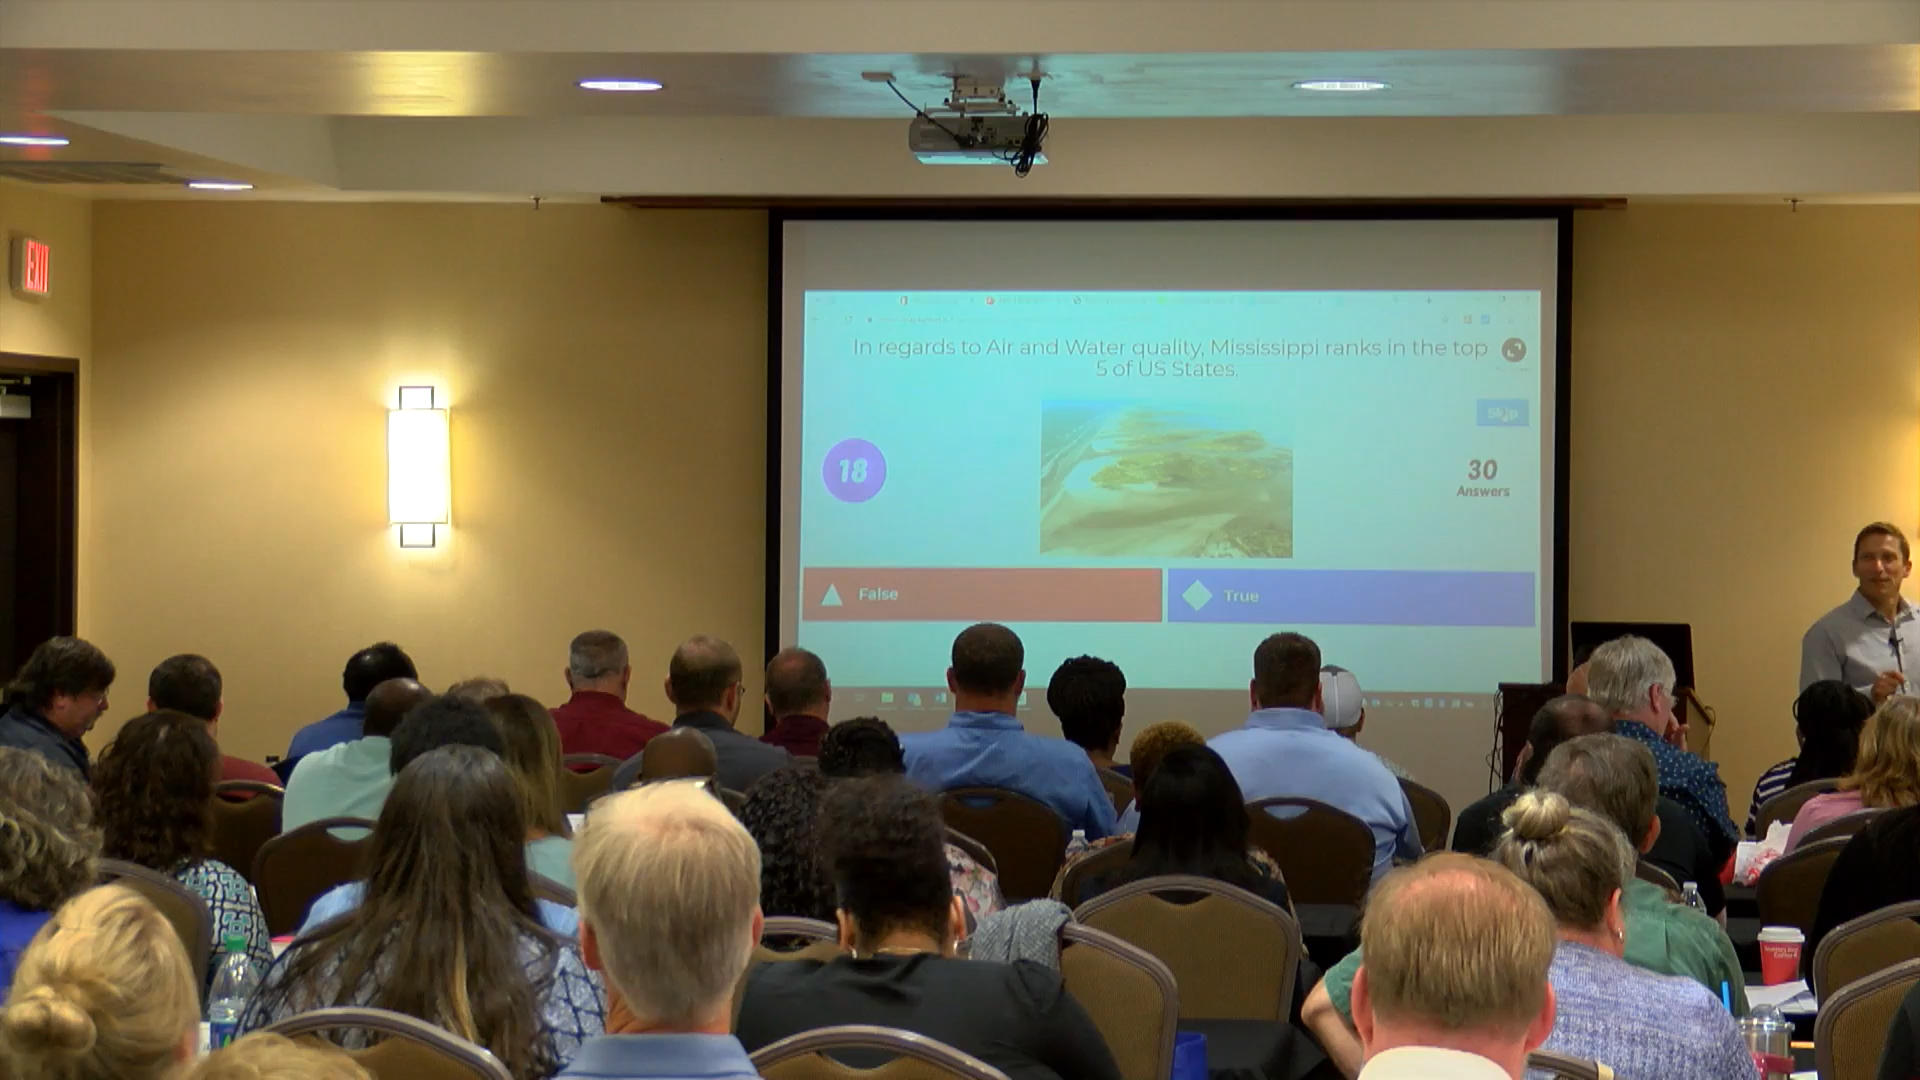 EXIT
In regards to Air and Water quality, Mississippi ranks in the top
5 of US States.
Skip
18
30
Answers
False
True